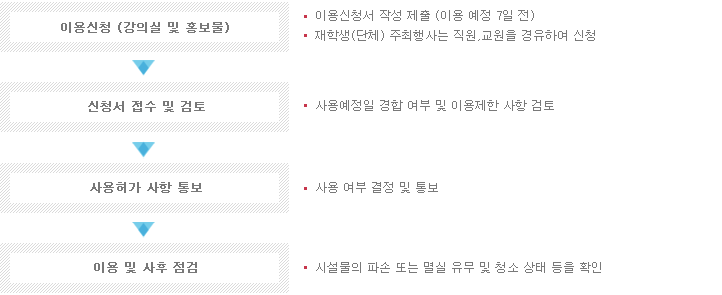 이용신청 (강의실 및 홍보물)
이용신청서 작성 제출 (이용 예정 7일 전)
재학생(단체) 주최행사는 직원,교원을 경유하여 신청
신청서 접수 및 검토
사용예정일 경합 여부 및 이용제한 사항 검토
사용허가 사항 통보
사용 여부 결정 및 통보
이용 및 사후 점검
시설물의 파손 또는 멸실 유무 및 청소 상태 등을 확인